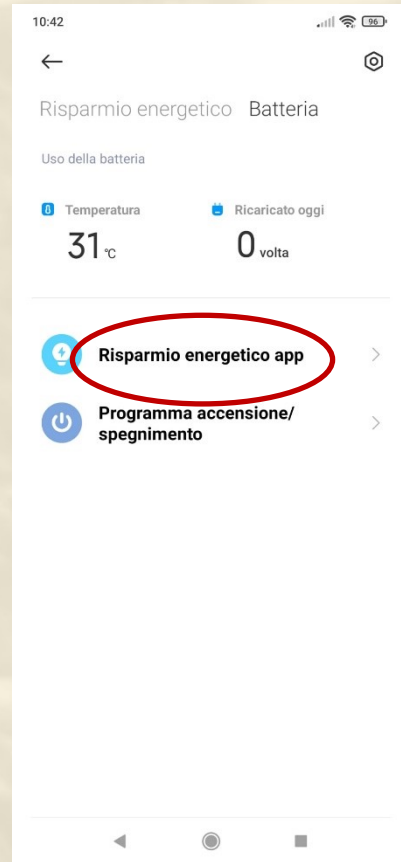 10:42
96
Risparmio energetico Batteria
Uso della batteria
Temperatura Ricaricato oggi
31 °C 0 volta
Risparmio energetico app
Programma accensione/
spegnimento